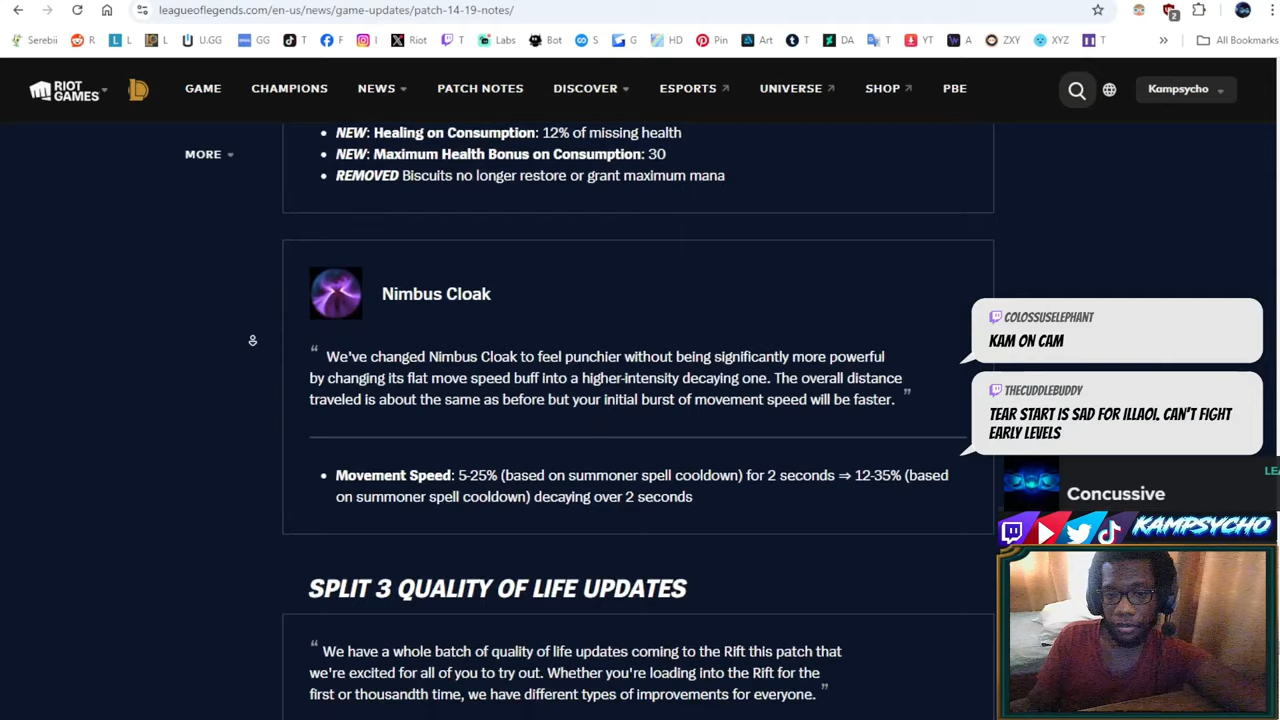 leagueoflegends.com/en-us/news/game-updates/patch-14-19-notes/
2
Serebii R L L U.GG GG T F I Riot T Labs Bot S G HD Pin Art T DA T YT A ZXY XYZ T » All Bookmarks
RIOT GAMES GAME CHAMPIONS NEWS PATCH NOTES DISCOVER ESPORTS UNIVERSE SHOP PBE Kampsycho
MORE
• NEW: Healing on Consumption: 12% of missing health
• NEW: Maximum Health Bonus on Consumption: 30
• REMOVED Biscuits no longer restore or grant maximum mana
Nimbus Cloak
“ We've changed Nimbus Cloak to feel punchier without being significantly more powerful
by changing its flat move speed buff into a higher-intensity decaying one. The overall distance
traveled is about the same as before but your initial burst of movement speed will be faster. ”
• Movement Speed: 5-25% (based on summoner spell cooldown) for 2 seconds ⇒ 12-35% (based
on summoner spell cooldown) decaying over 2 seconds
SPLIT 3 QUALITY OF LIFE UPDATES
“ We have a whole batch of quality of life updates coming to the Rift this patch that
we're excited for all of you to try out. Whether you're loading into the Rift for the
first or thousandth time, we have different types of improvements for everyone. ”
COLOSSUSELEPHANT
KAM ON CAM
THECUDDLEBUDDY
TEAR START IS SAD FOR ILLAOI. CAN'T FIGHT
EARLY LEVELS
LEA
Concussive
KAMPSYCHO